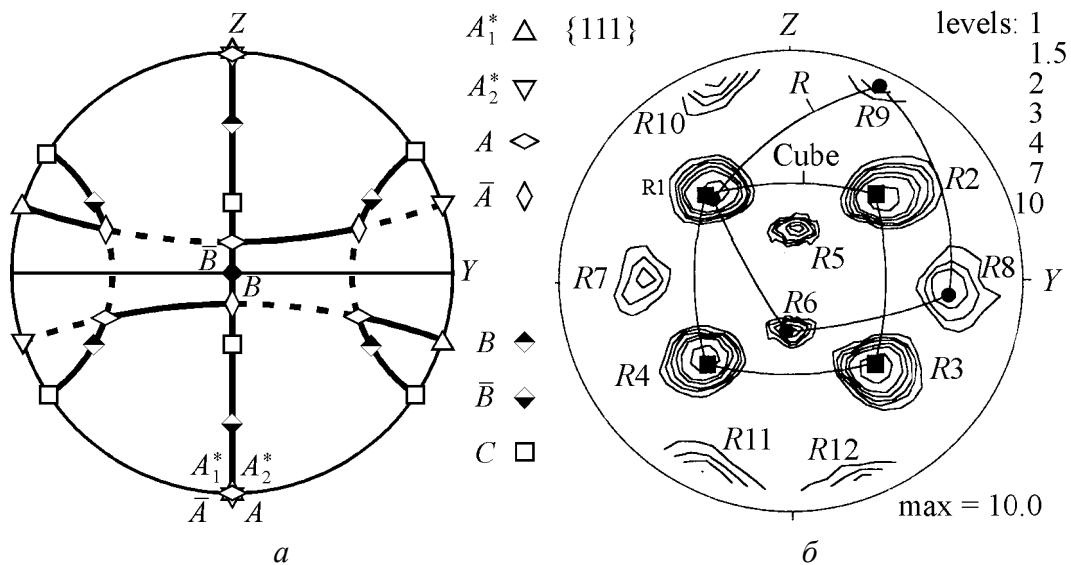 Z
A₁* △ {111}
A₂* ▽
A
Ā
Y
B̄
B
B
B̄
C
A₁* A₂*
Ā A
а
levels: 1
1.5
2
3
4
7
10
Z
R
R10
R9
Cube
R1
R2
R5
R7
R8
Y
R6
R4
R3
R11
R12
max = 10.0
б